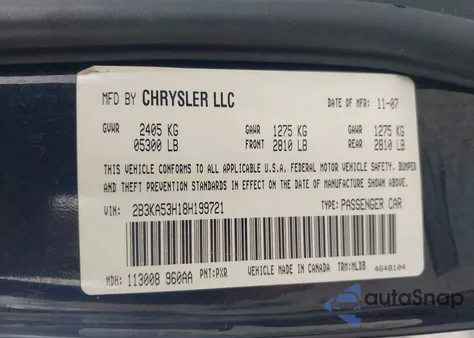 MFD BY CHRYSLER LLC DATE OF MFR: 11-07
GVWR 2405 KG GAWR 1275 KG GAWR 1275 KG
05300 LB FRONT 2810 LB REAR 2810 LB
THIS VEHICLE CONFORMS TO ALL APPLICABLE U.S.A. FEDERAL MOTOR VEHICLE SAFETY, BUMPER
AND THEFT PREVENTION STANDARDS IN EFFECT ON THE DATE OF MANUFACTURE SHOWN ABOVE.
VIN: 2B3KA53H18H199721 TYPE: PASSENGER CAR
MDH: 113008 960AA PNT: PXR VEHICLE MADE IN CANADA TRM: MLDB 4648104
autoSnap